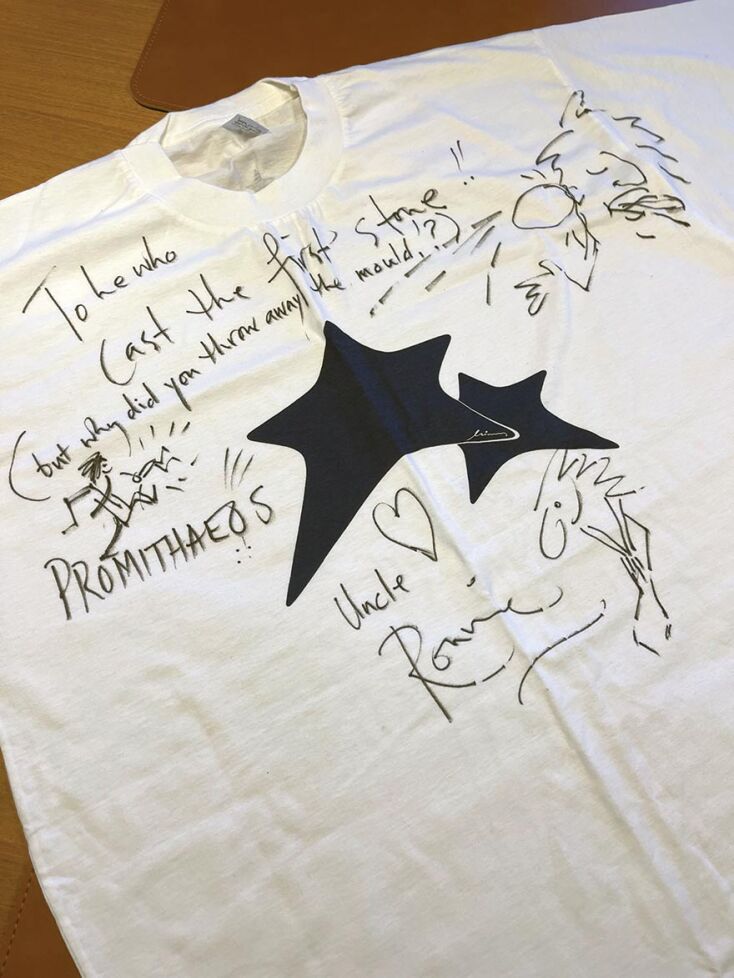 To he who
Cast the first stone !!
(but why did you throw away the mould!?)
PROMITHAEOS
Uncle
Ronnie